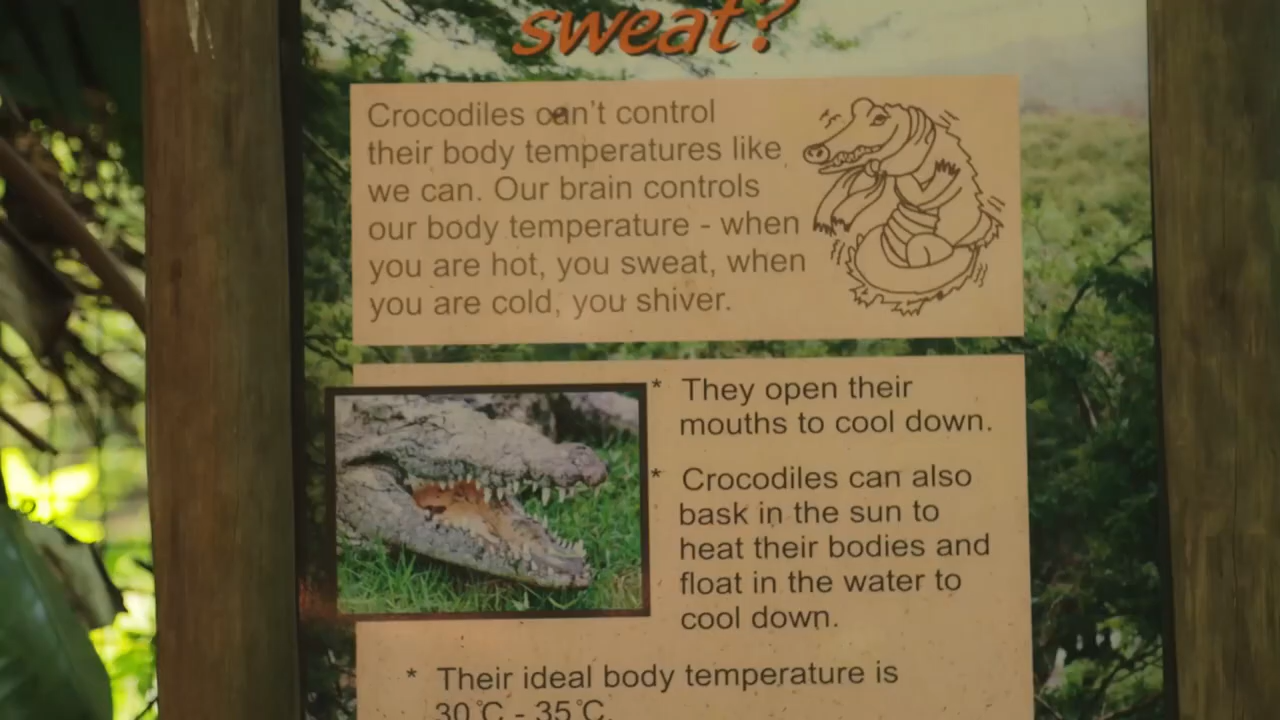 sweat?
Crocodiles can't control
their body temperatures like
we can. Our brain controls
our body temperature - when
you are hot, you sweat, when
you are cold, you shiver.
* They open their
mouths to cool down.
* Crocodiles can also
bask in the sun to
heat their bodies and
float in the water to
cool down.
* Their ideal body temperature is
30°C - 35°C.